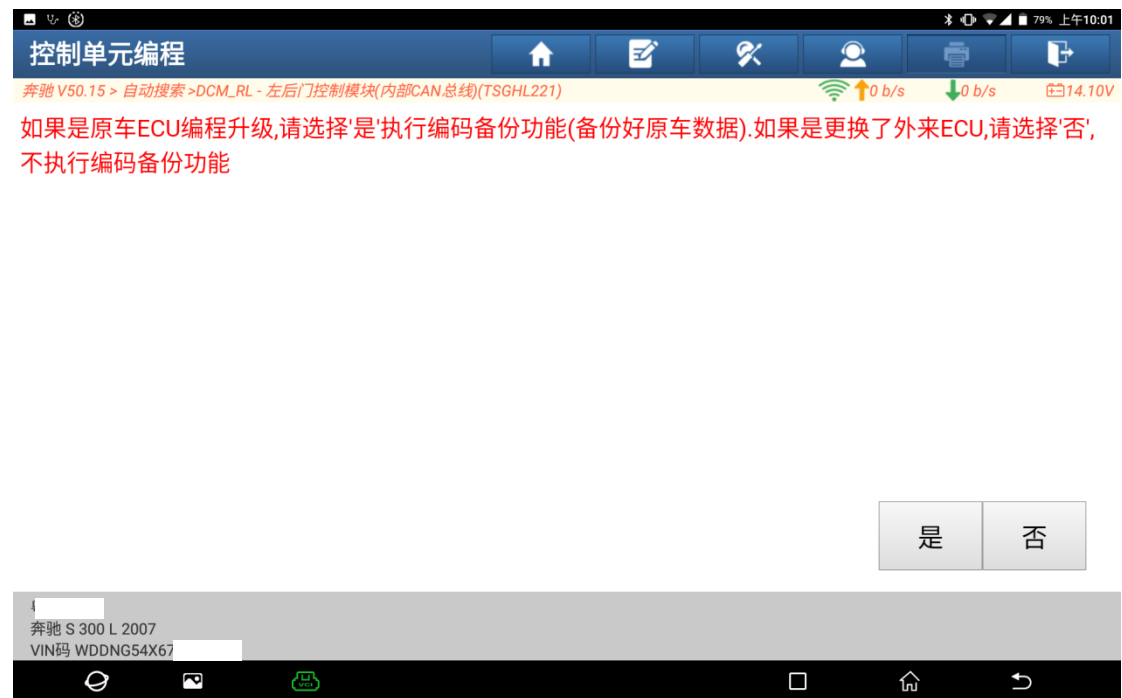 79% 上午10:01
控制单元编程
奔驰 V50.15 > 自动搜索 >DCM_RL - 左后门控制模块(内部CAN总线)(TSGHL221)
0 b/s
0 b/s
14.10V
如果是原车ECU编程升级,请选择'是'执行编码备份功能(备份好原车数据).如果是更换了外来ECU,请选择'否',
不执行编码备份功能
是
否
奔驰 S 300 L 2007
VIN码 WDDNG54X67
VCI